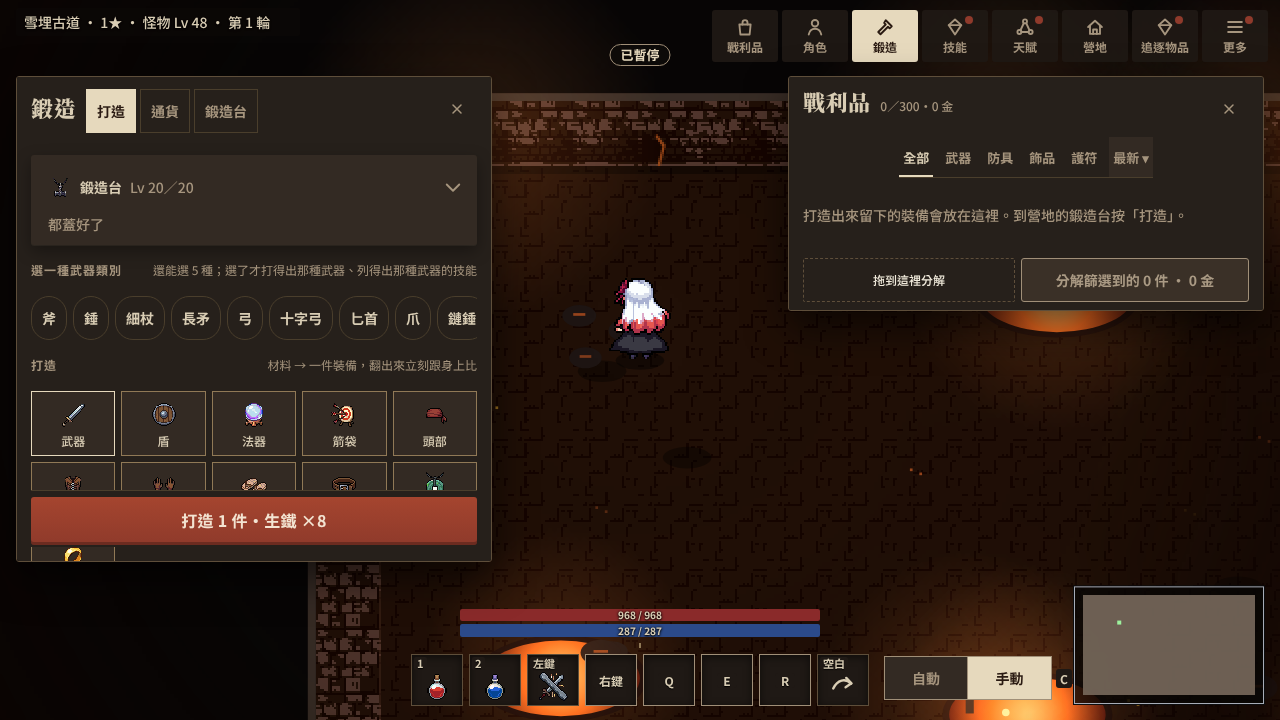 雪埋古道 · 1★ · 怪物 Lv 48 · 第 1 輪
已暫停
戰利品
角色
鍛造
技能
天賦
營地
追逐物品
更多
鍛造
打造
通貨
鍛造台
×
鍛造台 Lv 20／20
都蓋好了
選一種武器類別
還能選 5 種；選了才打得出那種武器、列得出那種武器的技能
斧
錘
細杖
長矛
弓
十字弓
匕首
爪
鏈錘
打造
材料 → 一件裝備，翻出來立刻跟身上比
武器
盾
法器
箭袋
頭部
打造 1 件・生鐵 ×8
戰利品 0／300・0 金
×
全部
武器
防具
飾品
護符
最新 ▾
打造出來留下的裝備會放在這裡。到營地的鍛造台按「打造」。
拖到這裡分解
分解篩選到的 0 件 ・ 0 金
968 / 968
287 / 287
1
2
左鍵
右鍵
Q
E
R
空白
自動
手動
C